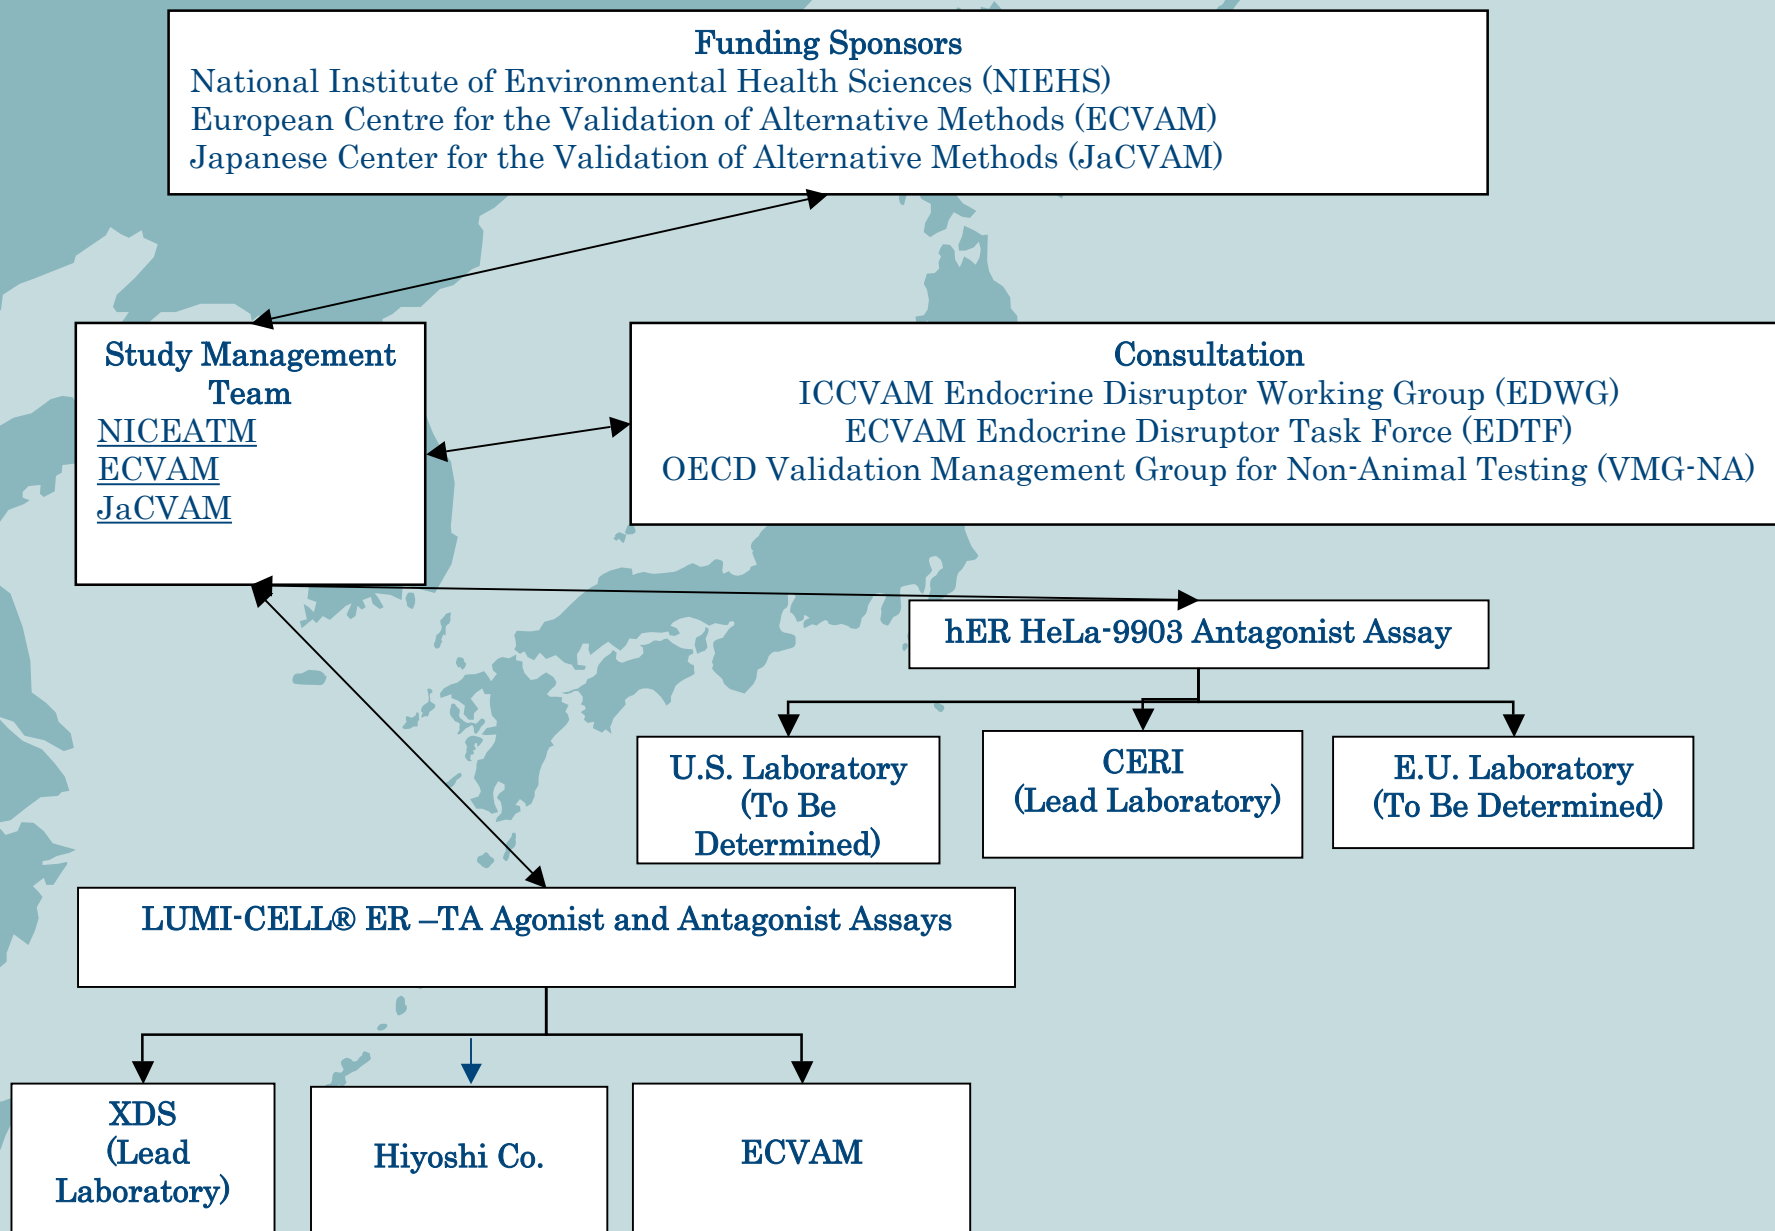 Funding Sponsors
National Institute of Environmental Health Sciences (NIEHS)
European Centre for the Validation of Alternative Methods (ECVAM)
Japanese Center for the Validation of Alternative Methods (JaCVAM)
Study Management
Team
NICEATM
ECVAM
JaCVAM
Consultation
ICCVAM Endocrine Disruptor Working Group (EDWG)
ECVAM Endocrine Disruptor Task Force (EDTF)
OECD Validation Management Group for Non-Animal Testing (VMG-NA)
hER HeLa-9903 Antagonist Assay
U.S. Laboratory
(To Be
Determined)
CERI
(Lead Laboratory)
E.U. Laboratory
(To Be Determined)
LUMI-CELL® ER –TA Agonist and Antagonist Assays
XDS
(Lead
Laboratory)
Hiyoshi Co.
ECVAM